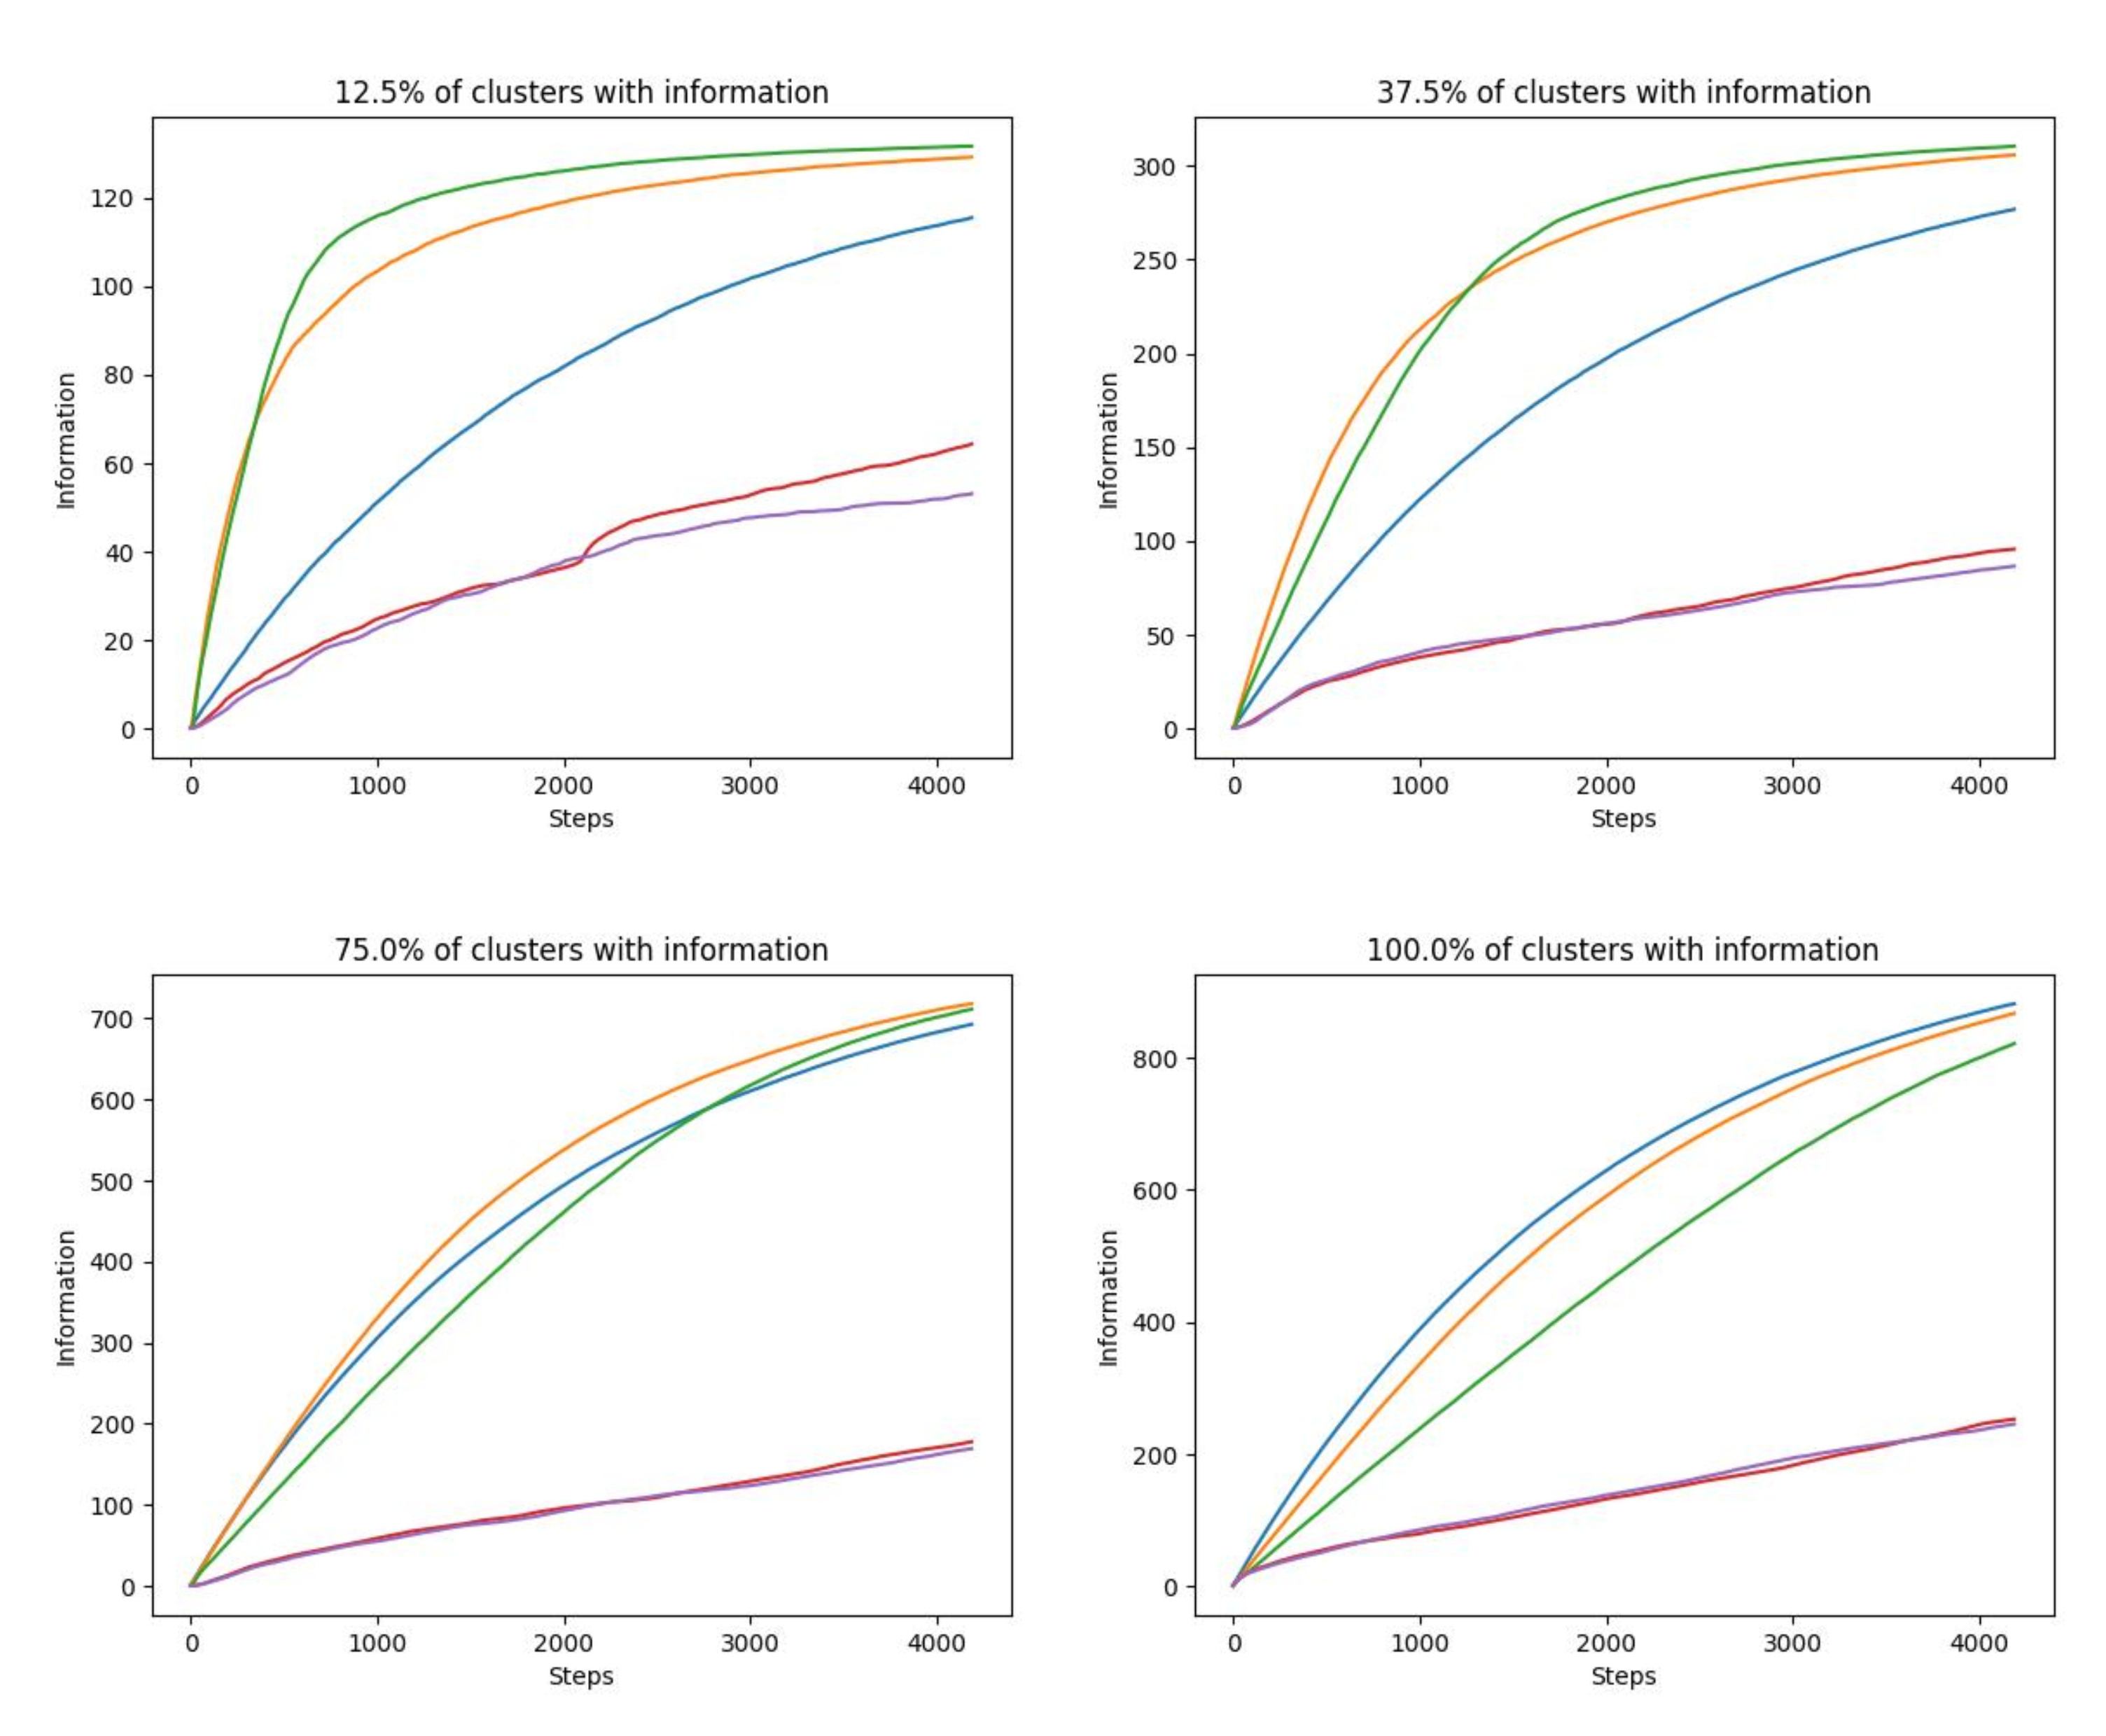 12.5% of clusters with information
Information
120
100
80
60
40
20
0
0 1000 2000 3000 4000
Steps
37.5% of clusters with information
Information
300
250
200
150
100
50
0
0 1000 2000 3000 4000
Steps
75.0% of clusters with information
Information
700
600
500
400
300
200
100
0
0 1000 2000 3000 4000
Steps
100.0% of clusters with information
Information
800
600
400
200
0
0 1000 2000 3000 4000
Steps